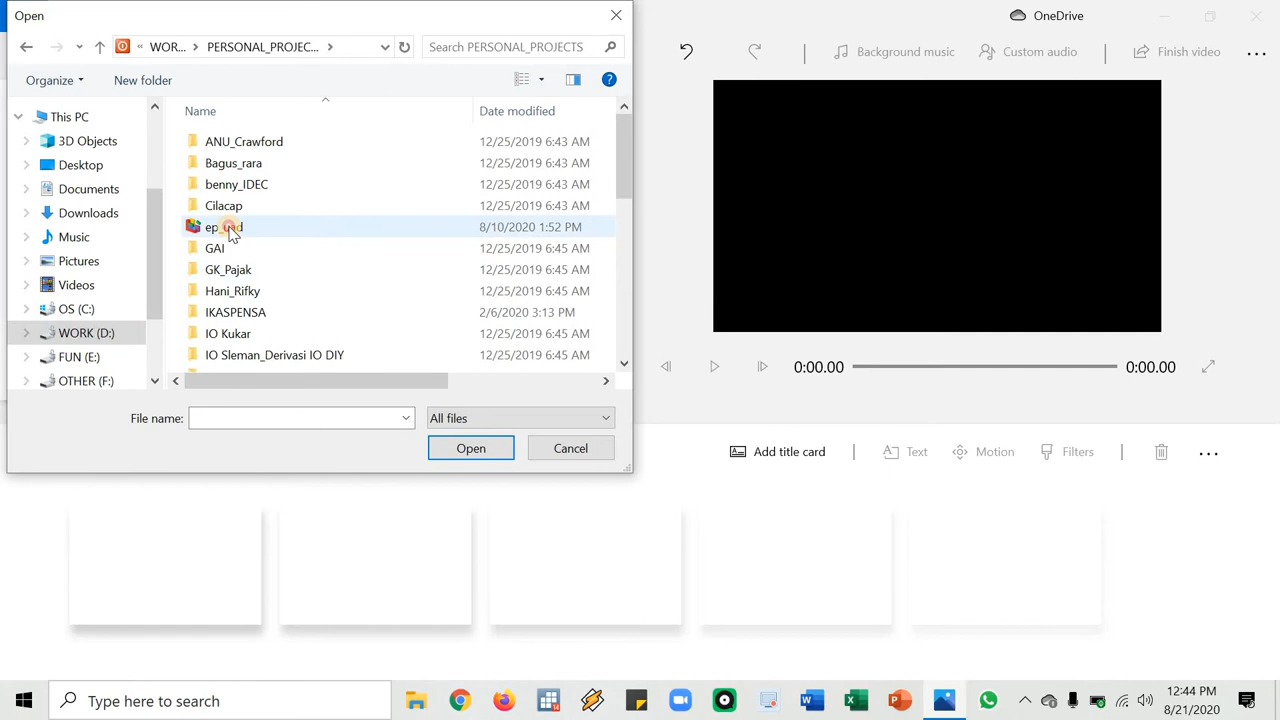 Open
WOR...
PERSONAL_PROJEC...
Search PERSONAL_PROJECTS
Organize
New folder
This PC
3D Objects
Desktop
Documents
Downloads
Music
Pictures
Videos
OS (C:)
WORK (D:)
FUN (E:)
OTHER (F:)
Name
Date modified
ANU_Crawford 12/25/2019 6:43 AM
Bagus_rara 12/25/2019 6:43 AM
benny_IDEC 12/25/2019 6:43 AM
Cilacap 12/25/2019 6:43 AM
8/10/2020 1:52 PM
GAI 12/25/2019 6:45 AM
GK_Pajak 12/25/2019 6:45 AM
Hani_Rifky 12/25/2019 6:45 AM
IKASPENSA 2/6/2020 3:13 PM
IO Kukar 12/25/2019 6:45 AM
IO Sleman_Derivasi IO DIY 12/25/2019 6:45 AM
File name:
All files
Open
Cancel
OneDrive
Background music
Custom audio
Finish video
0:00.00
0:00.00
Add title card
Text
Motion
Filters
Type here to search
12:44 PM
8/21/2020